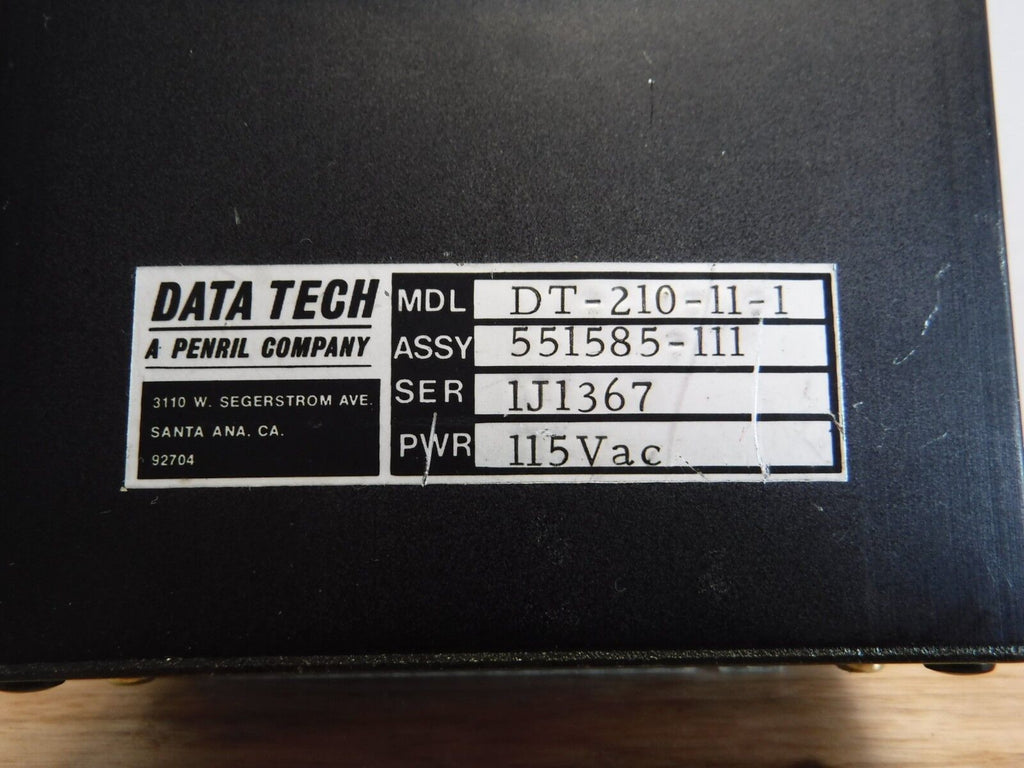 DATA TECH
A PENRIL COMPANY
3110 W. SEGERSTROM AVE.
SANTA ANA, CA.
92704
MDL DT-210-11-1
ASSY 551585-111
SER 1J1367
PWR 115Vac